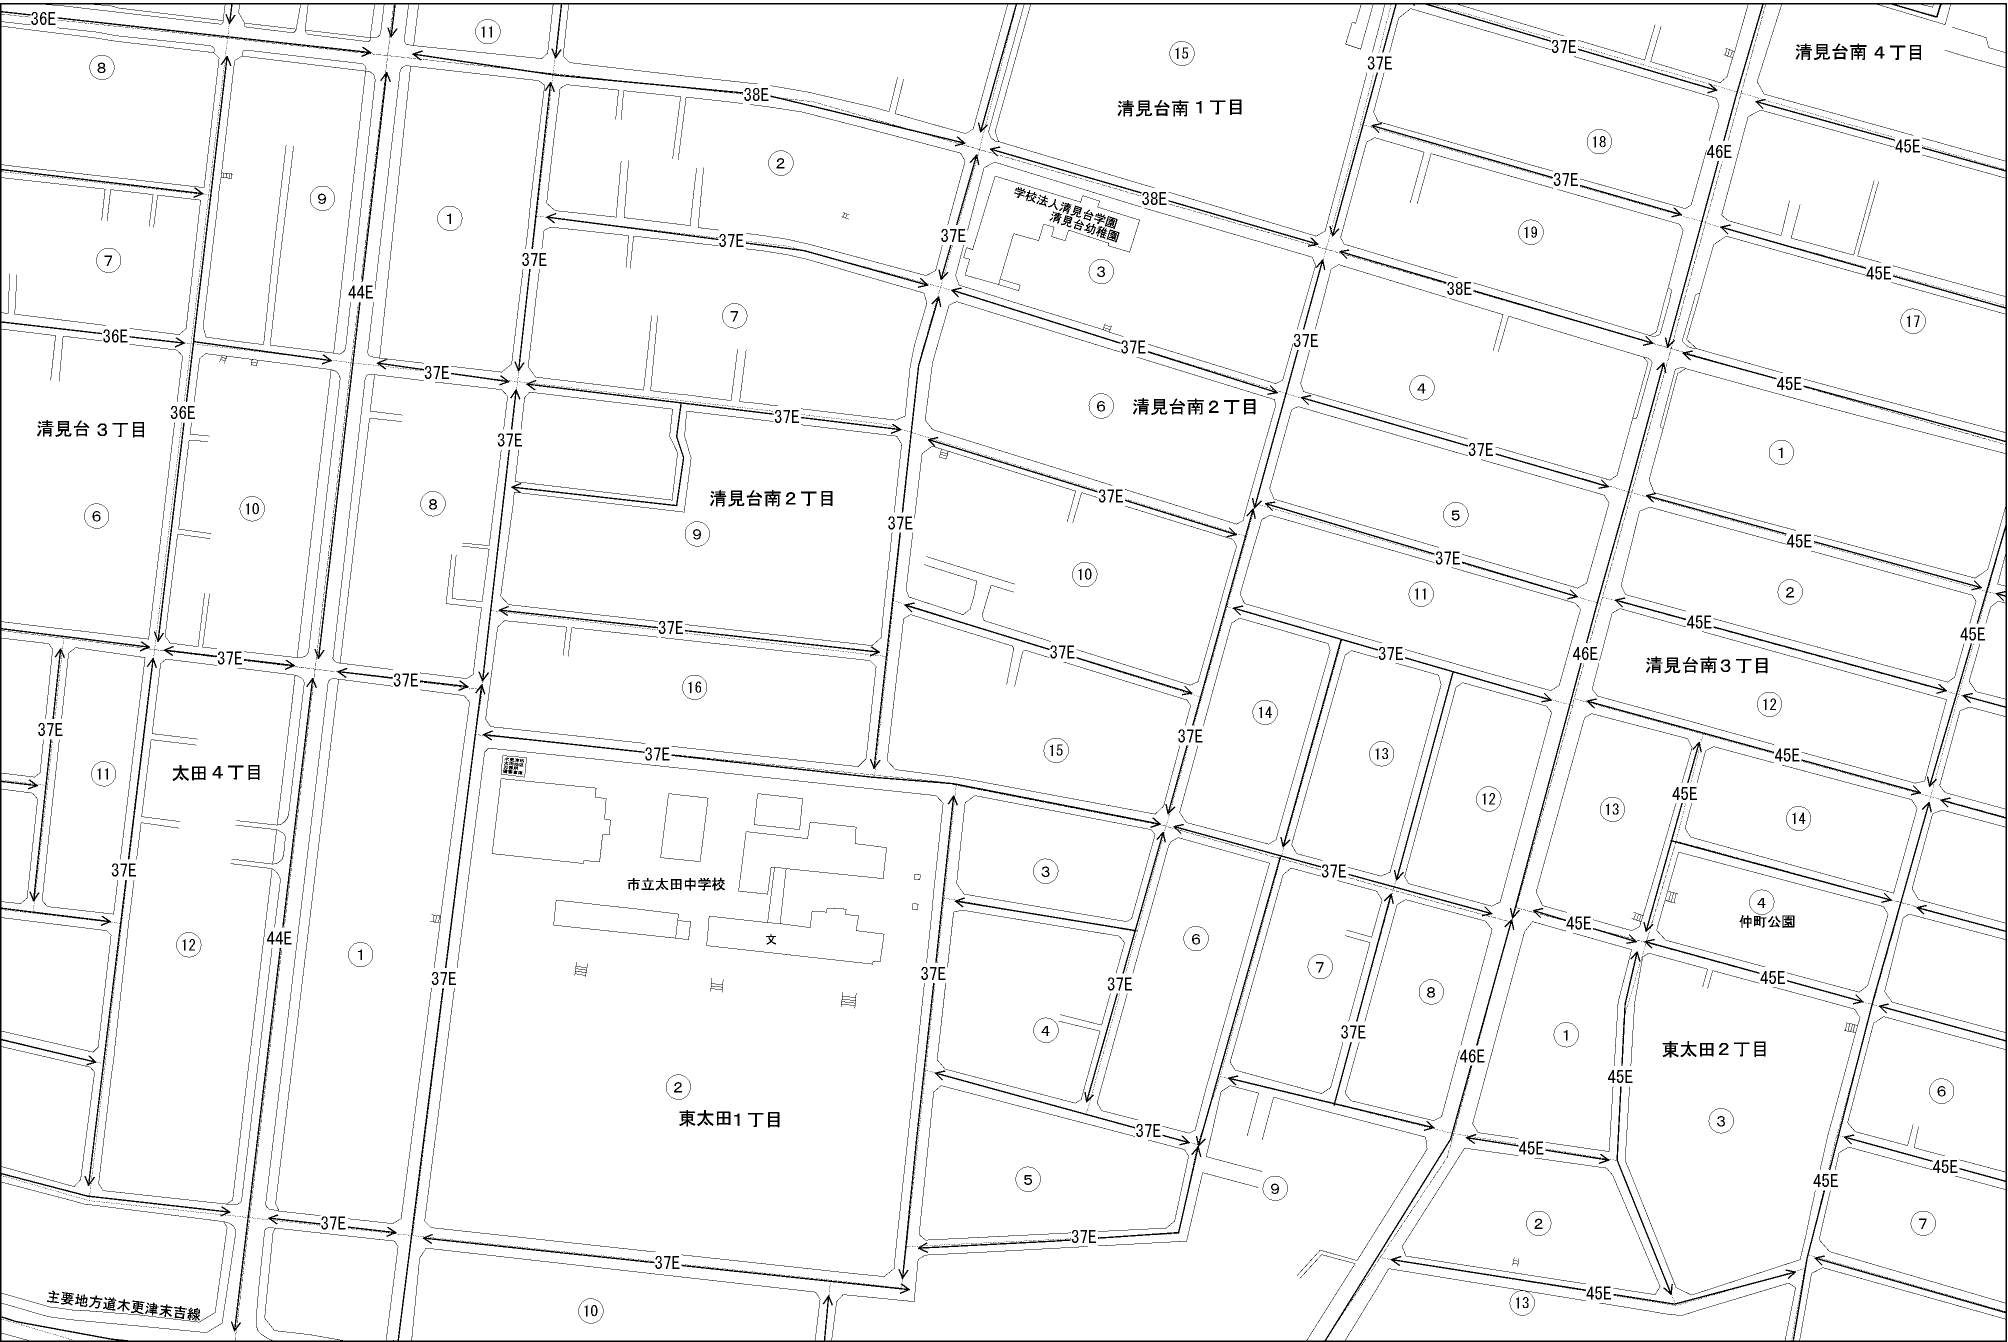 36E
⑧
⑪
38E
⑮
清見台南1丁目
37E
37E
清見台南4丁目
45E
⑱
46E
37E
⑨
①
②
学校法人清見台学園
清見台幼稚園
38E
37E
37E
⑲
⑦
37E
③
45E
44E
38E
36E
⑦
⑰
37E
37E
37E
45E
清見台3丁目
36E
37E
37E
⑥
清見台南2丁目
④
37E
①
⑥
⑩
⑧
清見台南2丁目
37E
37E
⑤
45E
⑨
⑩
37E
⑪
②
37E
45E
45E
37E
37E
37E
37E
46E
清見台南3丁目
⑯
⑫
37E
⑪
太田4丁目
37E
⑮
37E
⑭
⑬
⑫
45E
45E
⑬
⑭
37E
③
37E
市立太田中学校
④
仲町公園
⑫
44E
①
文
⑥
45E
37E
37E
37E
⑦
⑧
45E
④
37E
46E
①
東太田2丁目
45E
②
東太田1丁目
37E
⑥
③
45E
45E
45E
⑤
⑨
37E
37E
37E
②
⑦
45E
主要地方道木更津末吉線
⑩
⑬